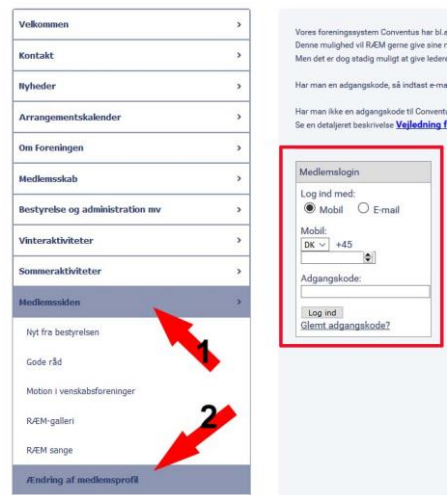 Velkommen >
Kontakt >
Nyheder >
Arrangementskalender >
Om Foreningen >
Medlemsskab >
Bestyrelse og administration mv >
Vinteraktiviteter >
Sommeraktiviteter >
Medlemssiden >
1
Nyt fra bestyrelsen
Gode råd
Motion i venskabsforeninger
2
RÆM-galleri
RÆM sange
Ændring af medlemsprofil
Vores foreningssystem Conventus har bl.a
Denne mulighed vil RÆM gerne give sine
Men det er dog stadig muligt at give ledere
Har man en adgangskode, så indtast e-ma
Har man ikke en adgangskode til Conventu
Se en detaljeret beskrivelse Vejledning f
Medlemslogin
Log ind med:
Mobil E-mail
Mobil:
DK +45
Adgangskode:
Log ind
Glemt adgangskode?